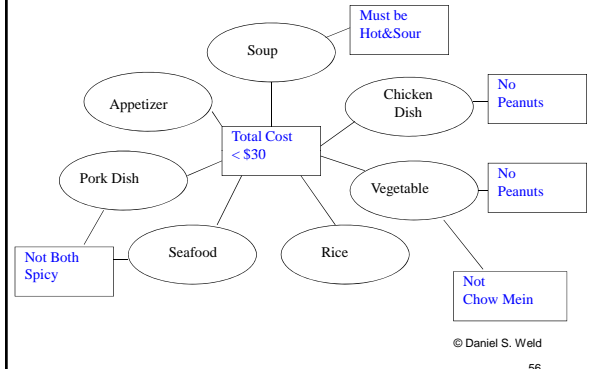 Must be
Hot&Sour
Soup
No
Peanuts
Chicken
Dish
Appetizer
Total Cost
< $30
No
Peanuts
Pork Dish
Vegetable
Not Both
Spicy
Seafood
Rice
Not
Chow Mein
© Daniel S. Weld
56